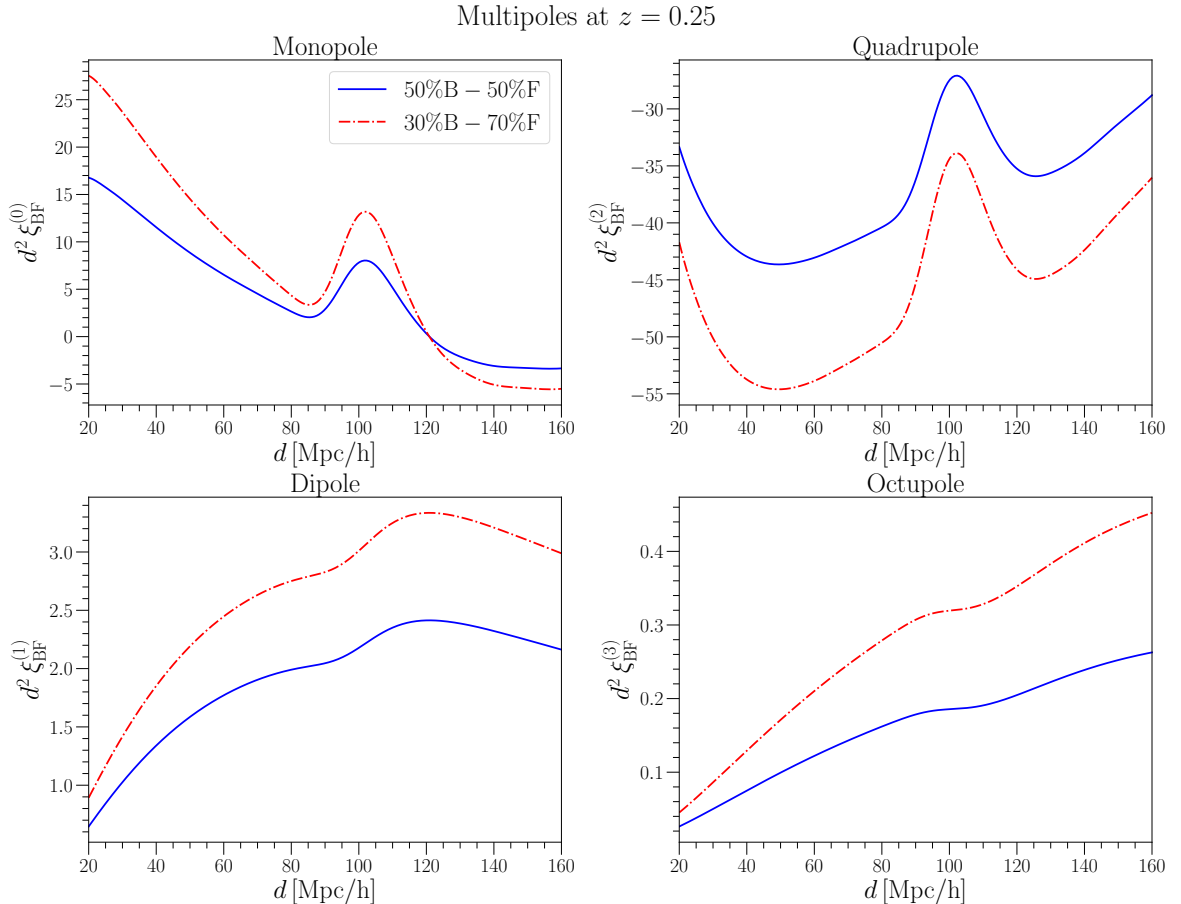 Multipoles at z = 0.25
Monopole
25
20
15
10
5
0
−5
d² ξ_BF^(0)
50%B − 50%F
30%B − 70%F
20 40 60 80 100 120 140 160
d [Mpc/h]
Quadrupole
−30
−35
−40
−45
−50
−55
d² ξ_BF^(2)
20 40 60 80 100 120 140 160
d [Mpc/h]
Dipole
3.0
2.5
2.0
1.5
1.0
d² ξ_BF^(1)
20 40 60 80 100 120 140 160
d [Mpc/h]
Octupole
0.4
0.3
0.2
0.1
d² ξ_BF^(3)
20 40 60 80 100 120 140 160
d [Mpc/h]